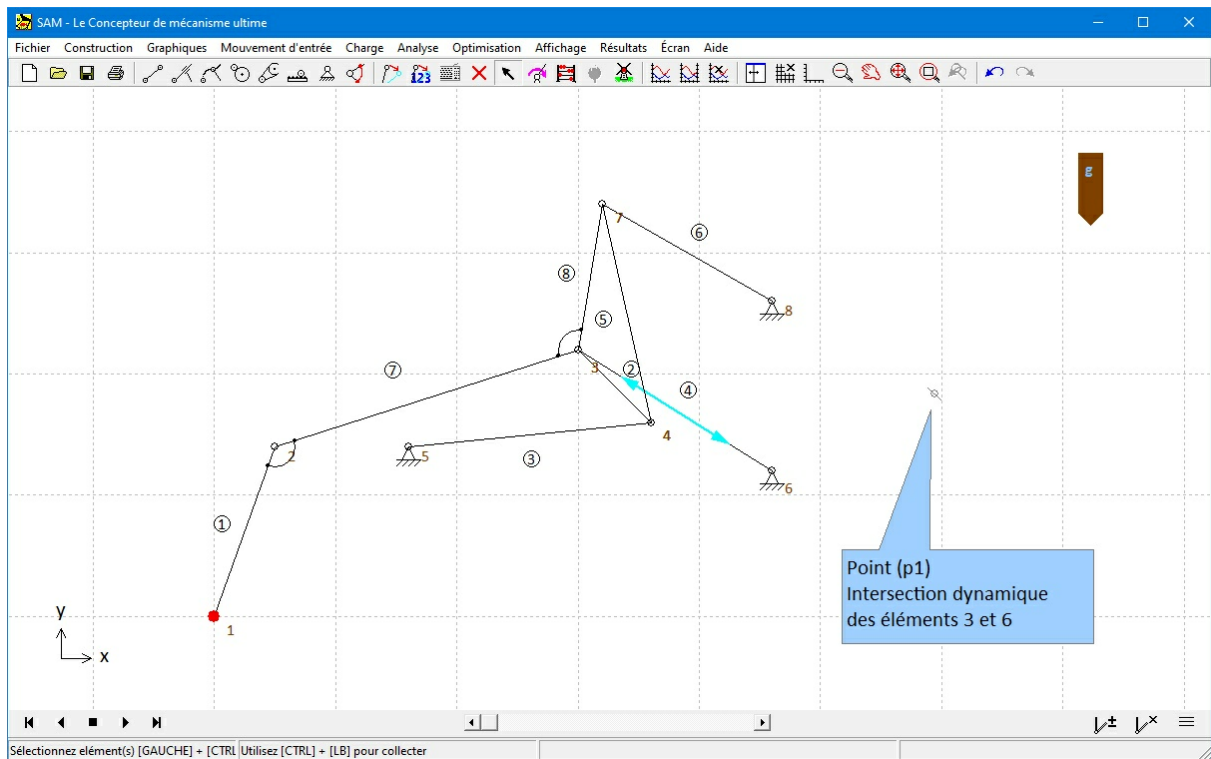 SAM - Le Concepteur de mécanisme ultime
Fichier Construction Graphiques Mouvement d'entrée Charge Analyse Optimisation Affichage Résultats Écran Aide
123
g
7
6
8
8
5
7
3
2
4
4
2
5
3
6
1
Point (p1)
Intersection dynamique
des éléments 3 et 6
1
y
x
Sélectionnez elément(s) [GAUCHE] + [CTRL Utilisez [CTRL] + [LB] pour collecter